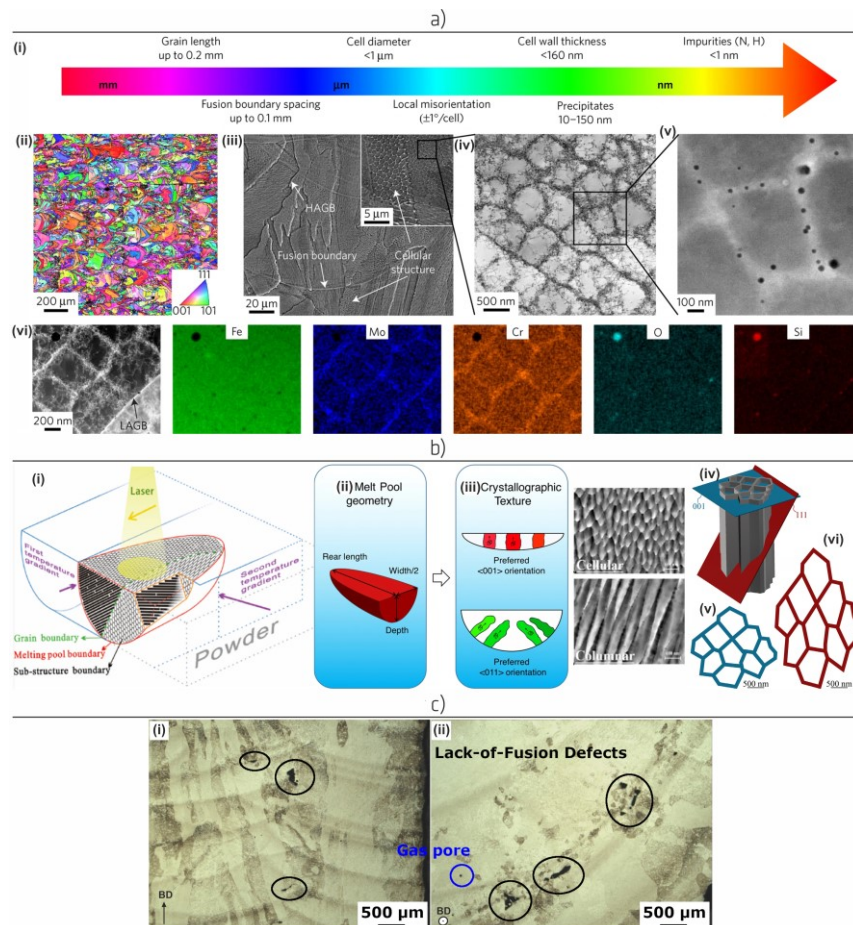 a)
(i)
Grain length
up to 0.2 mm
Cell diameter
<1 μm
Cell wall thickness
<160 nm
Impurities (N, H)
<1 nm
mm
μm
nm
Fusion boundary spacing
up to 0.1 mm
Local misorientation
(±1°/cell)
Precipitates
10–150 nm
(ii)
111
001 101
200 μm
(iii)
HAGB
5 μm
Fusion boundary
Cellular
structure
20 μm
(iv)
500 nm
(v)
100 nm
(vi)
LAGB
200 nm
Fe
Mo
Cr
O
Si
b)
(i)
Laser
First temperature
gradient
Second temperature
gradient
Grain boundary
Melting pool boundary
Sub-structure boundary
Powder
(ii) Melt Pool
geometry
Rear length
Width/2
Depth
(iii) Crystallographic
Texture
Preferred
<001> orientation
Preferred
<011> orientation
Cellular
Columnar
(iv)
001
111
(v)
500 nm
(vi)
500 nm
c)
(i)
BD
500 μm
(ii)
Lack-of-Fusion Defects
Gas pore
BD
500 μm